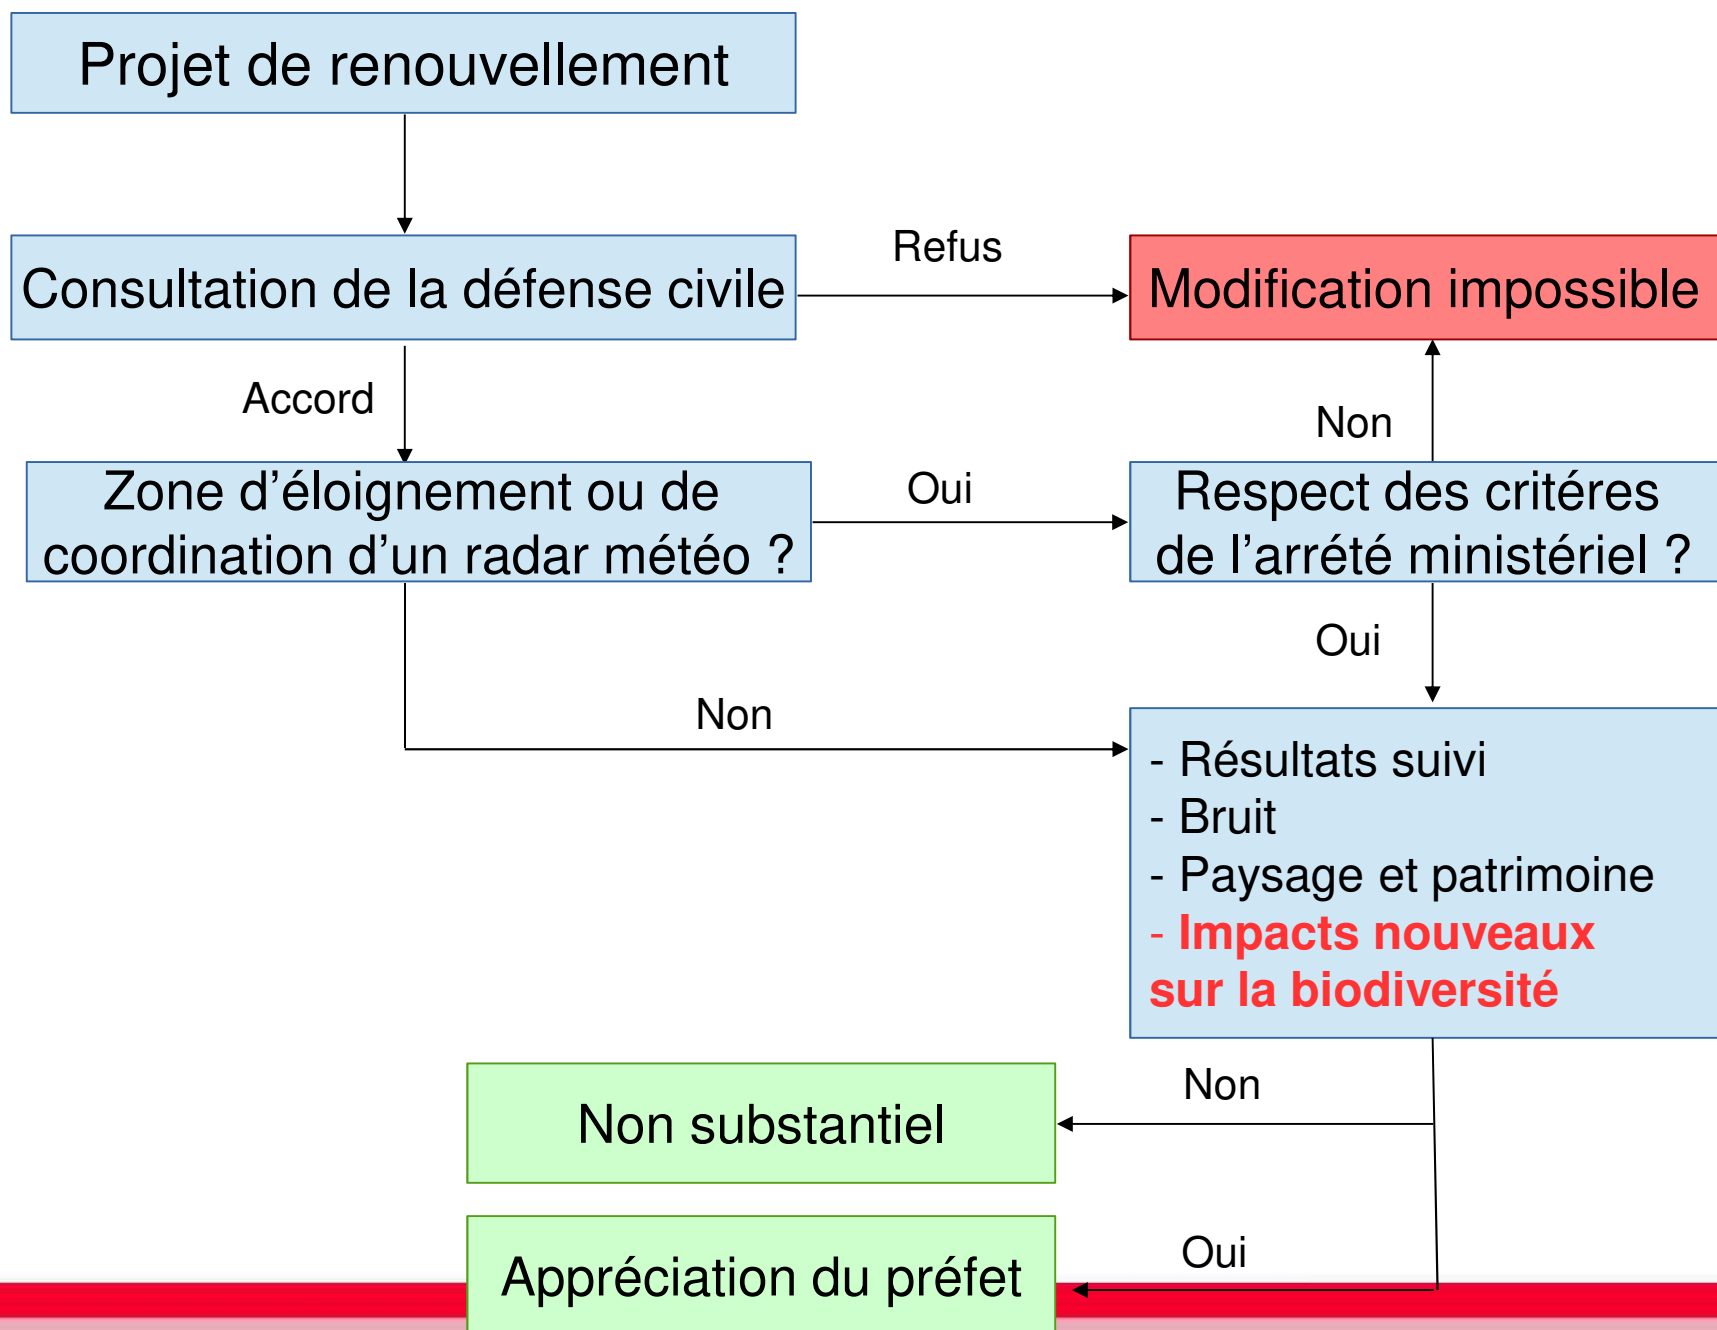 Projet de renouvellement
Consultation de la défense civile
Refus
Modification impossible
Accord
Non
Zone d’éloignement ou de
coordination d’un radar météo ?
Oui
Respect des critéres
de l’arrété ministériel ?
Oui
Non
- Résultats suivi
- Bruit
- Paysage et patrimoine
- Impacts nouveaux
sur la biodiversité
Non
Non substantiel
Oui
Appréciation du préfet